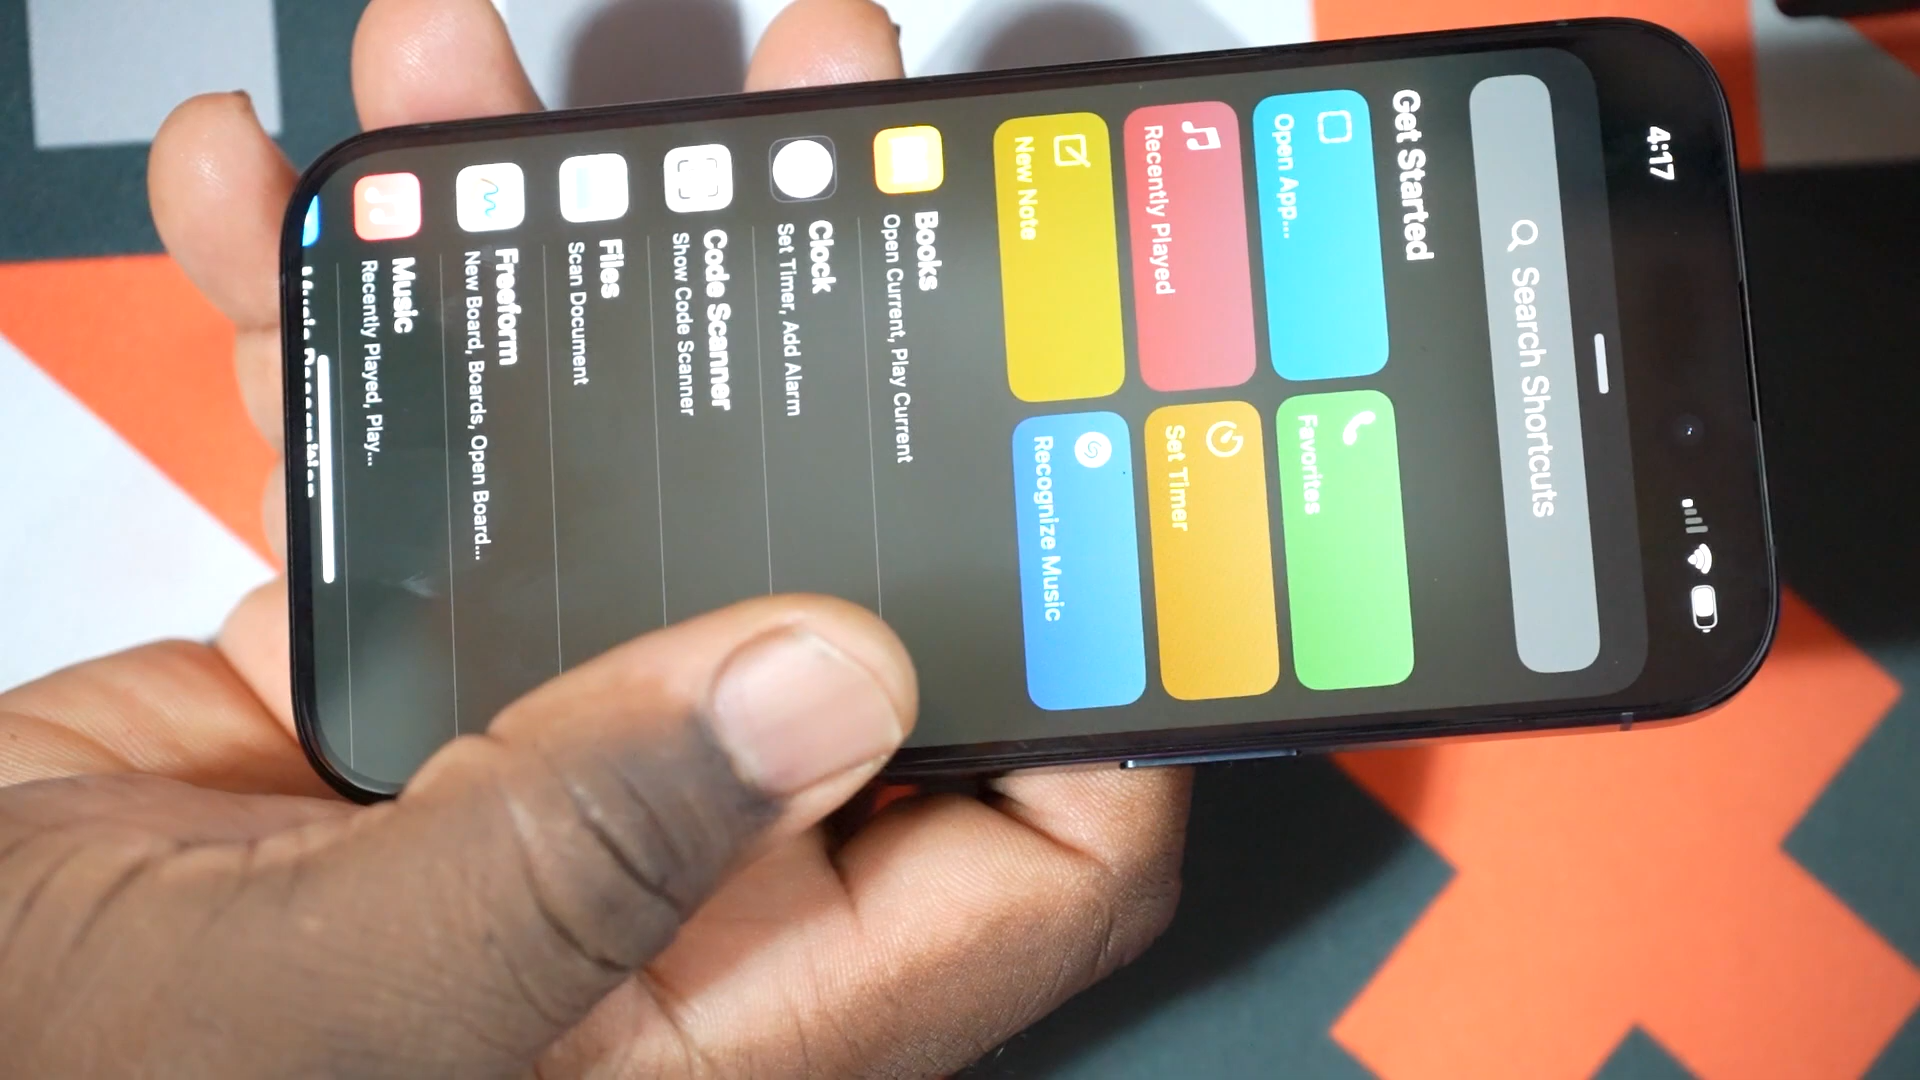 4:17
Search Shortcuts
Get Started
Open App...
Favorites
Recently Played
Set Timer
New Note
Recognize Music
Books
Open Current, Play Current
Clock
Set Timer, Add Alarm
Code Scanner
Show Code Scanner
Files
Scan Document
Freeform
New Board, Boards, Open Board...
Music
Recently Played, Play...